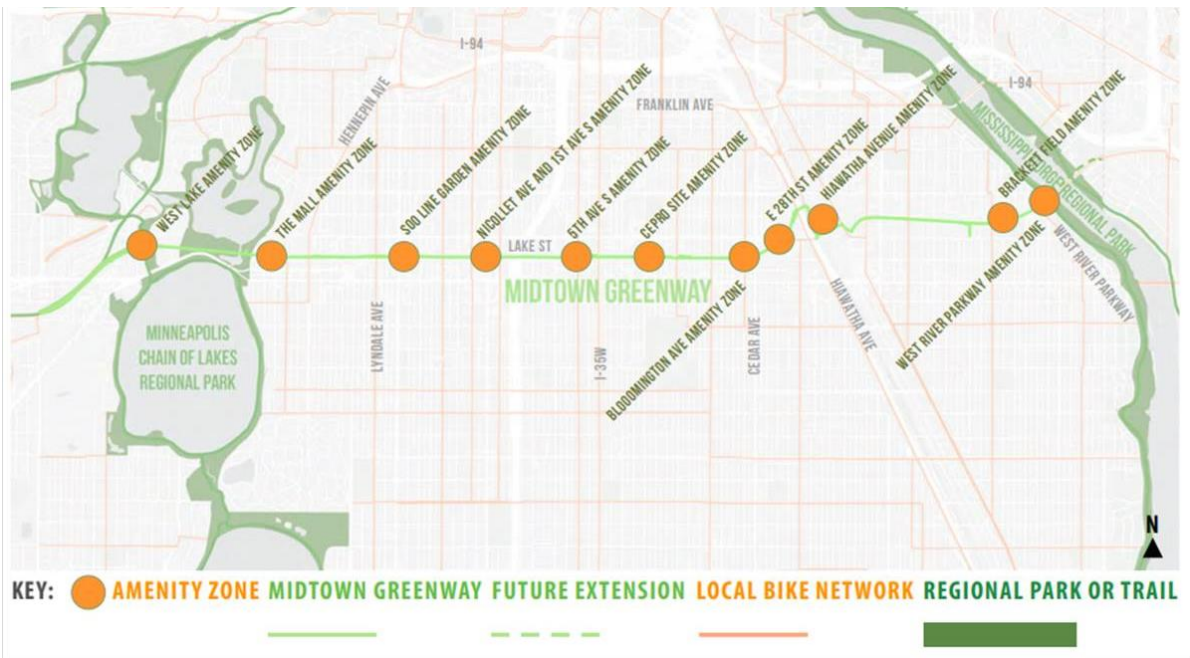 I-94
HENNEPIN AVE
FRANKLIN AVE
I-94
WEST LAKE AMENITY ZONE
THE MALL AMENITY ZONE
SOO LINE GARDEN AMENITY ZONE
NICOLLET AVE AND 1ST AVE S AMENITY ZONE
5TH AVE S AMENITY ZONE
CEPRO SITE AMENITY ZONE
E 28TH ST AMENITY ZONE
HIAWATHA AVENUE AMENITY ZONE
BRACKETT FIELD AMENITY ZONE
MISSISSIPPI GORGE REGIONAL PARK
LAKE ST
MIDTOWN GREENWAY
BLOOOMINGTON AVE AMENITY ZONE
WEST RIVER PARKWAY AMENITY ZONE
WEST RIVER PARKWAY
HIAWATHA AVE
LYNDALE AVE
I-35W
CEDAR AVE
MINNEAPOLIS
CHAIN OF LAKES
REGIONAL PARK
N
KEY: AMENITY ZONE MIDTOWN GREENWAY FUTURE EXTENSION LOCAL BIKE NETWORK REGIONAL PARK OR TRAIL